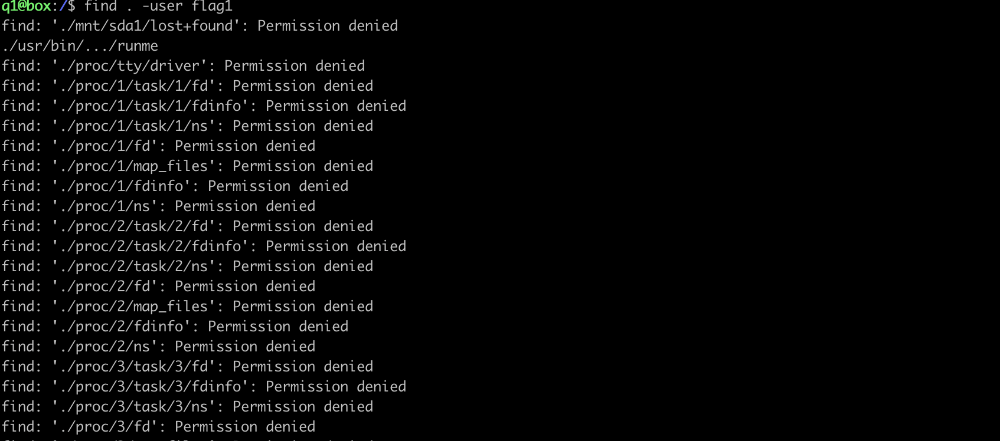 q1@box:/$ find . -user flag1
find: './mnt/sda1/lost+found': Permission denied
./usr/bin/.../runme
find: './proc/tty/driver': Permission denied
find: './proc/1/task/1/fd': Permission denied
find: './proc/1/task/1/fdinfo': Permission denied
find: './proc/1/task/1/ns': Permission denied
find: './proc/1/fd': Permission denied
find: './proc/1/map_files': Permission denied
find: './proc/1/fdinfo': Permission denied
find: './proc/1/ns': Permission denied
find: './proc/2/task/2/fd': Permission denied
find: './proc/2/task/2/fdinfo': Permission denied
find: './proc/2/task/2/ns': Permission denied
find: './proc/2/fd': Permission denied
find: './proc/2/map_files': Permission denied
find: './proc/2/fdinfo': Permission denied
find: './proc/2/ns': Permission denied
find: './proc/3/task/3/fd': Permission denied
find: './proc/3/task/3/fdinfo': Permission denied
find: './proc/3/task/3/ns': Permission denied
find: './proc/3/fd': Permission denied